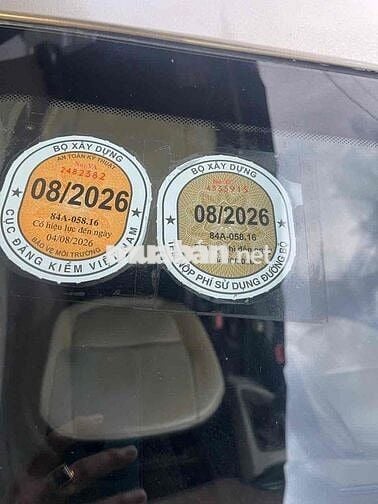 BỘ XÂY DỰNG
AN TOÀN KỸ THUẬT
2482582
08/2026
84A-058.16
Có hiệu lực đến ngày
04/08/2026
BẢO VỆ MÔI TRƯỜNG
CỤC ĐĂNG KIỂM VIỆT NAM
BỘ XÂY DỰNG
4535915
08/2026
84A-058.16
NỘP PHÍ SỬ DỤNG ĐƯỜNG BỘ
muaban.net